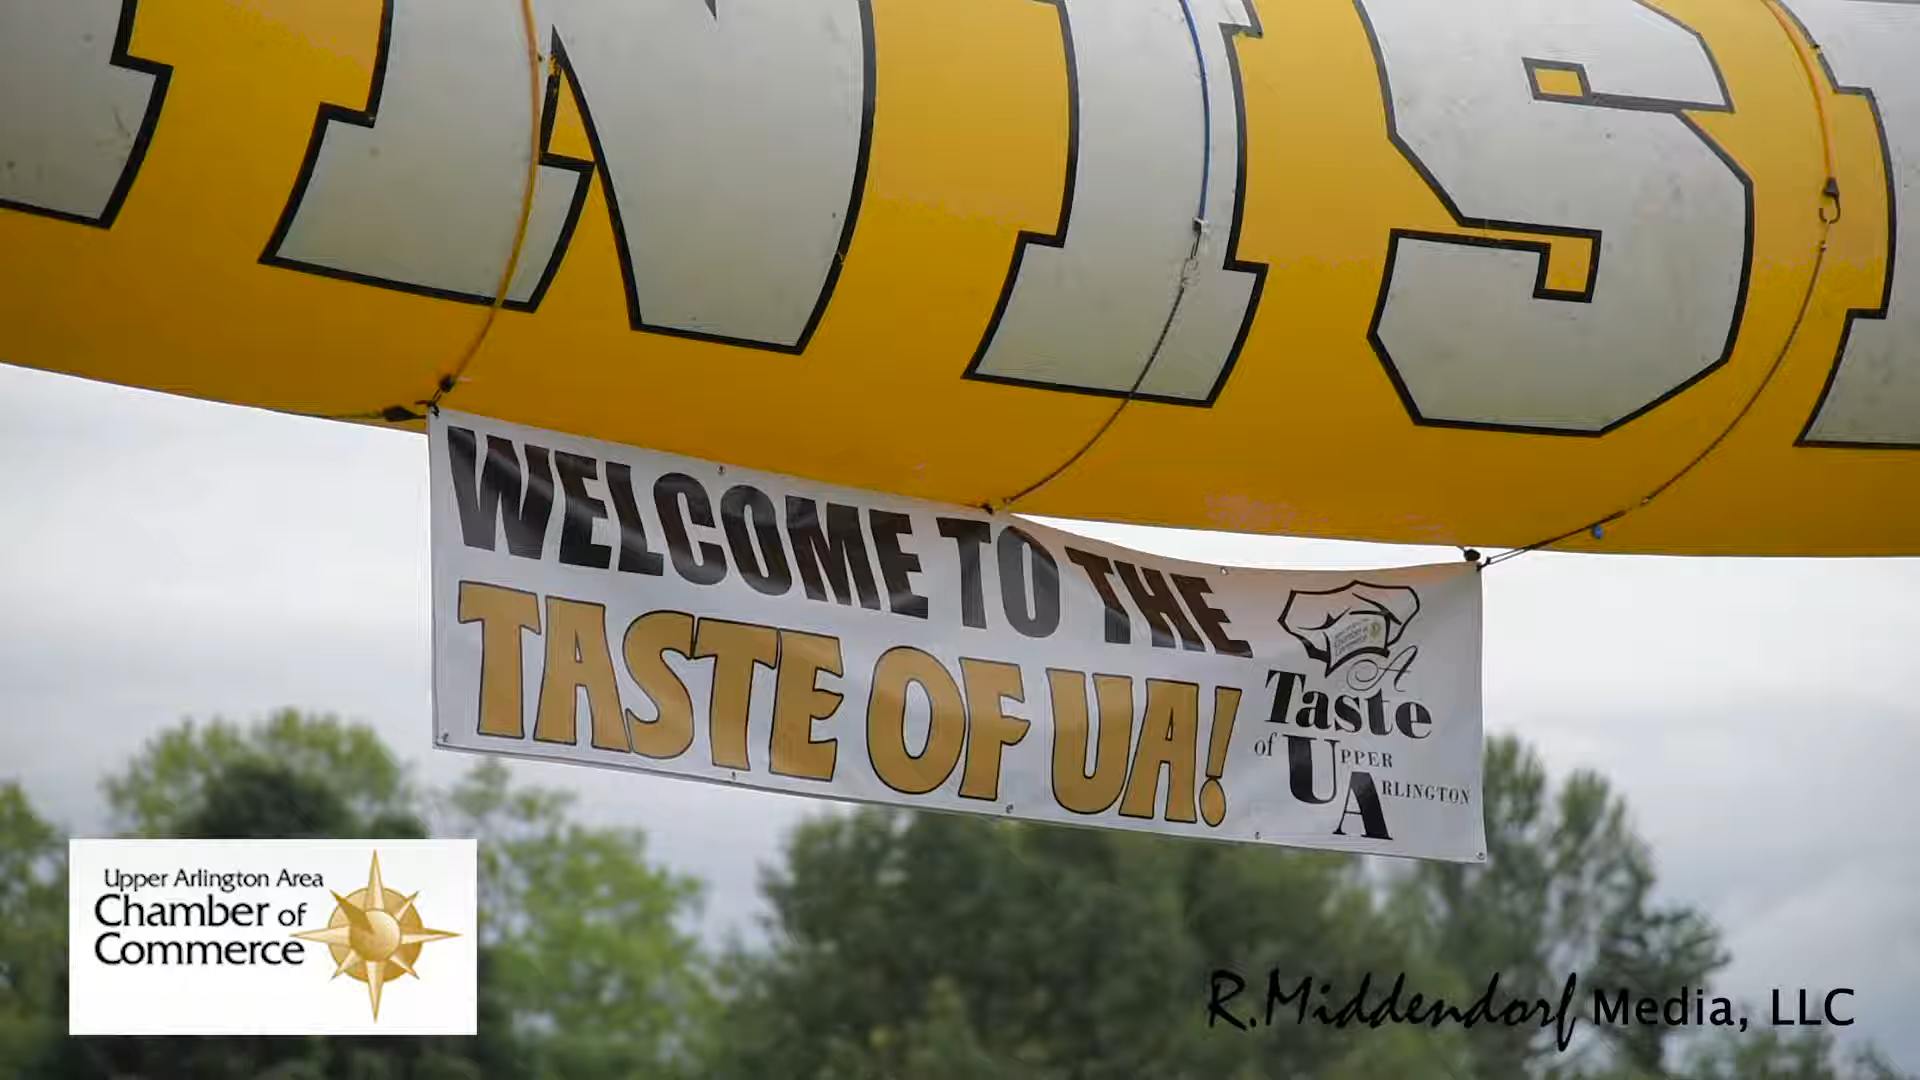 NIS
WELCOME TO THE
TASTE OF UA!
A
Taste
of UPPER
ARLINGTON
Upper Arlington Area
Chamber of
Commerce
R.Middendorf Media, LLC